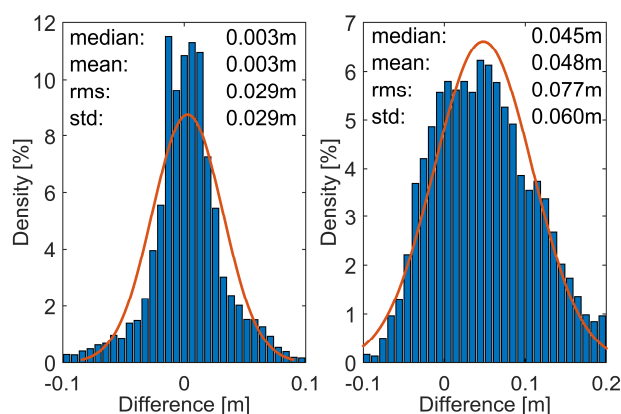 12
10
8
6
4
2
0
Density [%]
median: 0.003m
mean: 0.003m
rms: 0.029m
std: 0.029m
-0.1 0 0.1
Difference [m]
7
6
5
4
3
2
1
0
Density [%]
median: 0.045m
mean: 0.048m
rms: 0.077m
std: 0.060m
-0.1 0 0.1 0.2
Difference [m]